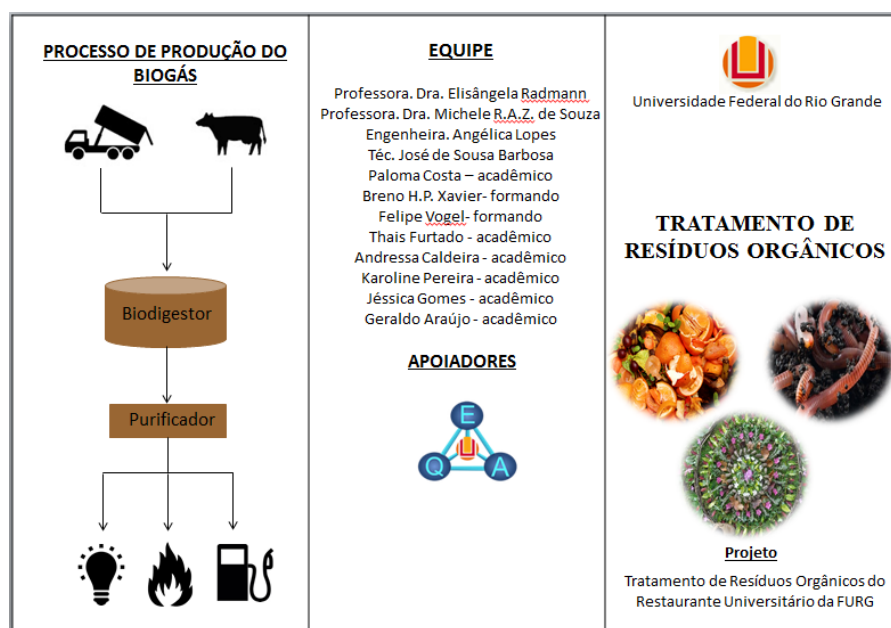 PROCESSO DE PRODUÇÃO DO
BIOGÁS
Biodigestor
Purificador
EQUIPE
Professora. Dra. Elisângela Radmann
Professora. Dra. Michele R.A.Z. de Souza
Engenheira. Angélica Lopes
Téc. José de Sousa Barbosa
Paloma Costa – acadêmico
Breno H.P. Xavier- formando
Felipe Vogel- formando
Thais Furtado - acadêmico
Andressa Caldeira - acadêmico
Karoline Pereira - acadêmico
Jéssica Gomes - acadêmico
Geraldo Araújo - acadêmico
APOIADORES
E
Q A
Universidade Federal do Rio Grande
TRATAMENTO DE
RESÍDUOS ORGÂNICOS
Projeto
Tratamento de Resíduos Orgânicos do
Restaurante Universitário da FURG